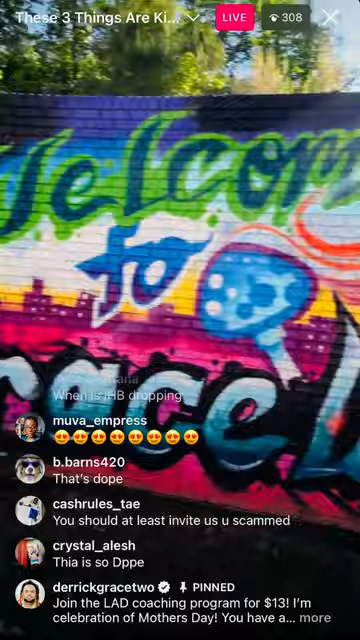 These 3 Things Are Ki...
LIVE
308
Welcom
to
race
When is IHB dropping
muva_empress
😍😍😍😍😍😍😍😍
b.barns420
That's dope
cashrules_tae
You should at least invite us u scammed
crystal_alesh
Thia is so Dppe
derrickgracetwo PINNED
Join the LAD coaching program for $13! I'm
celebration of Mothers Day! You have a... more